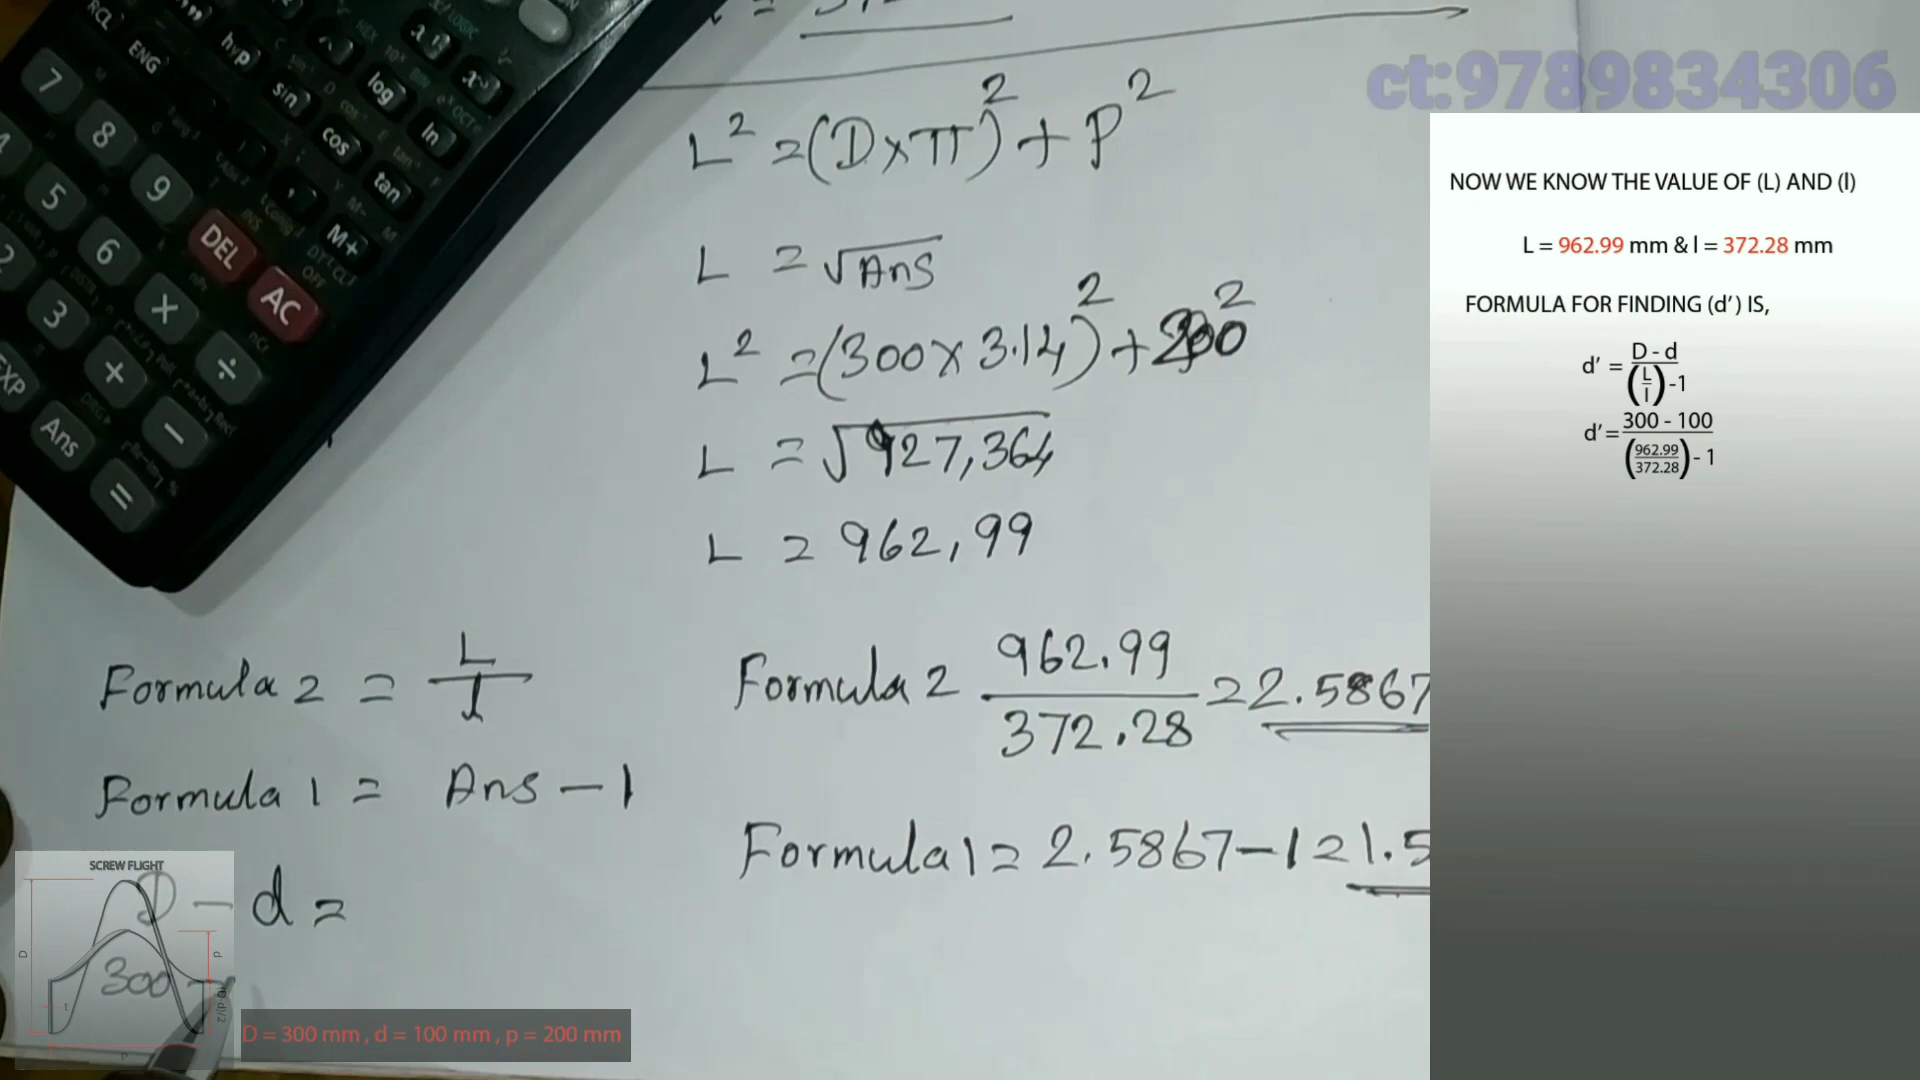 ct:9789834306
L² = (D×π)² + P²
L = √Ans
L² = (300×3.14)² + 200²
L = √927,364
L = 962,99
Formula 2 = L/l
Formula 2 962.99/372.28 = 2.5867
Formula 1 = Ans - 1
Formula 1 = 2.5867-1 = 1.5
D - d =
300 -
SCREW FLIGHT
D
d
(D-d)/2
t
p
D = 300 mm , d = 100 mm , p = 200 mm
NOW WE KNOW THE VALUE OF (L) AND (l)
L = 962.99 mm & l = 372.28 mm
FORMULA FOR FINDING (d') IS,
d' = D - d / (L/l) -1
d' = 300 - 100 / (962.99/372.28) - 1
7
8
9
DEL
AC
4
5
6
×
÷
2
3
+
−
EXP
Ans
=
RCL
ENG
hyp
sin
cos
tan
log
ln
M+